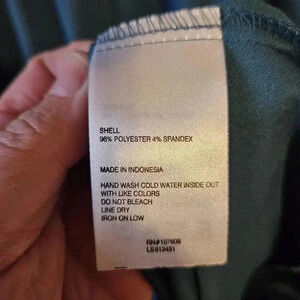 SHELL
96% POLYESTER 4% SPANDEX
MADE IN INDONESIA
HAND WASH COLD WATER INSIDE OUT
WITH LIKE COLORS
DO NOT BLEACH
LINE DRY
IRON ON LOW
RN#107608